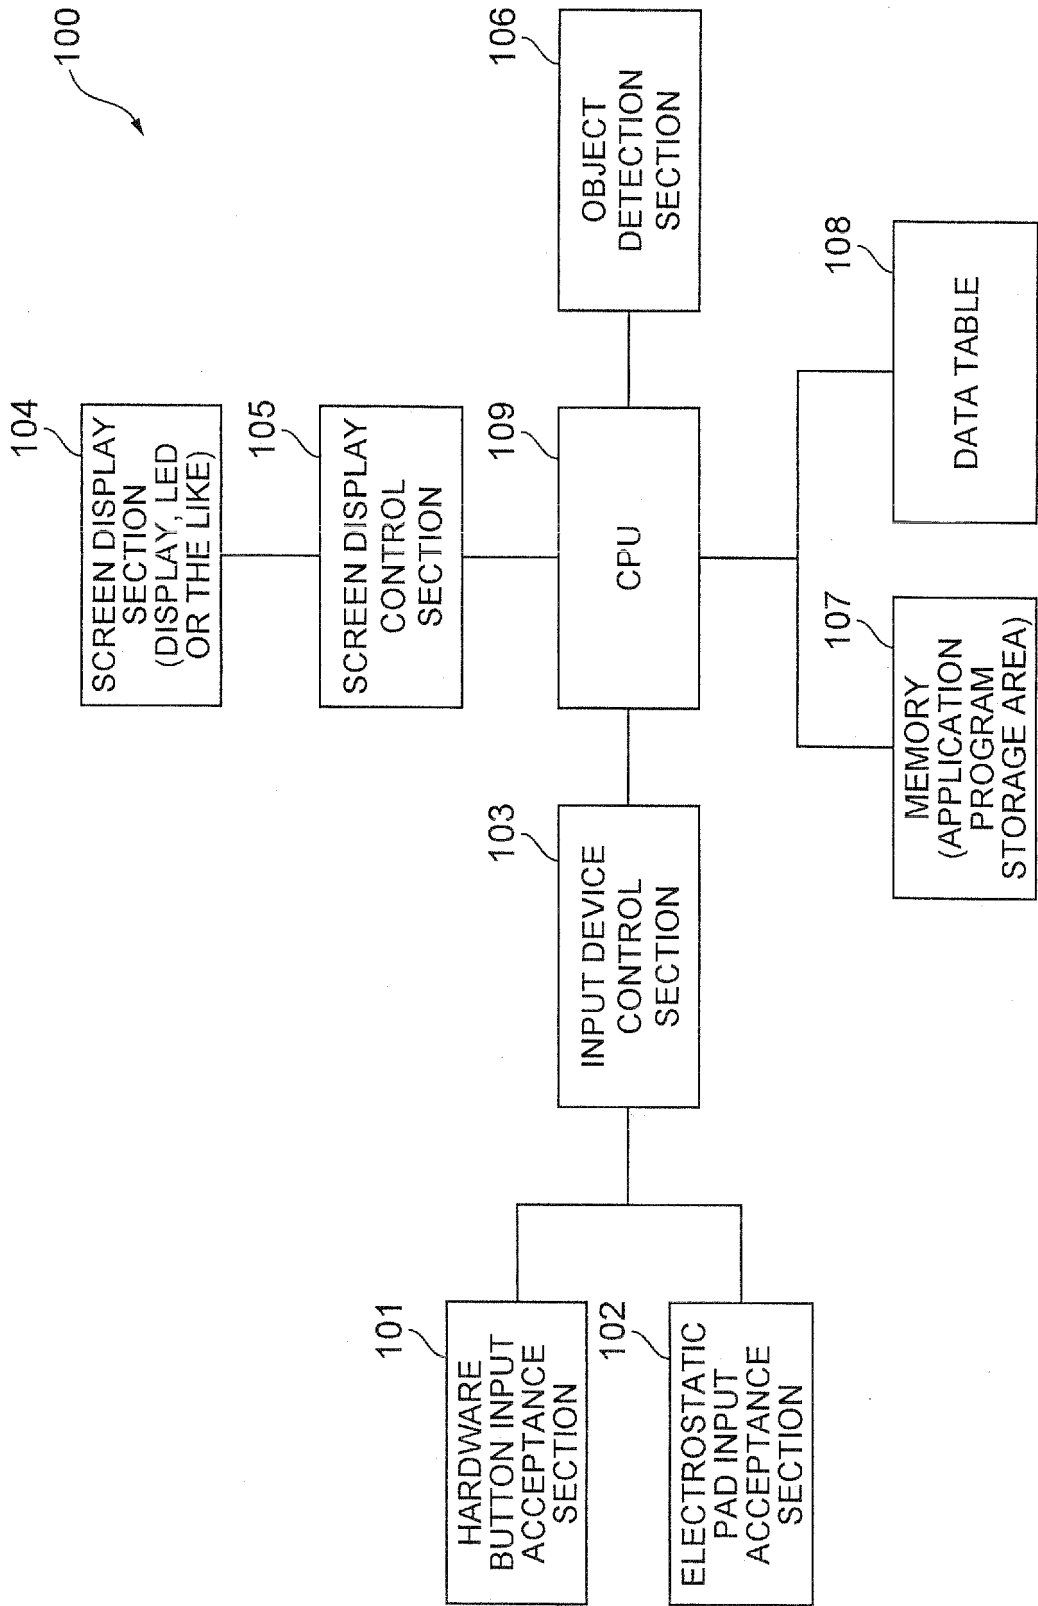 100
104
SCREEN DISPLAY
SECTION
(DISPLAY, LED
OR THE LIKE)
105
SCREEN DISPLAY
CONTROL
SECTION
101
HARDWARE
BUTTON INPUT
ACCEPTANCE
SECTION
102
ELECTROSTATIC
PAD INPUT
ACCEPTANCE
SECTION
103
INPUT DEVICE
CONTROL
SECTION
109
CPU
106
OBJECT
DETECTION
SECTION
107
MEMORY
(APPLICATION
PROGRAM
STORAGE AREA)
108
DATA TABLE